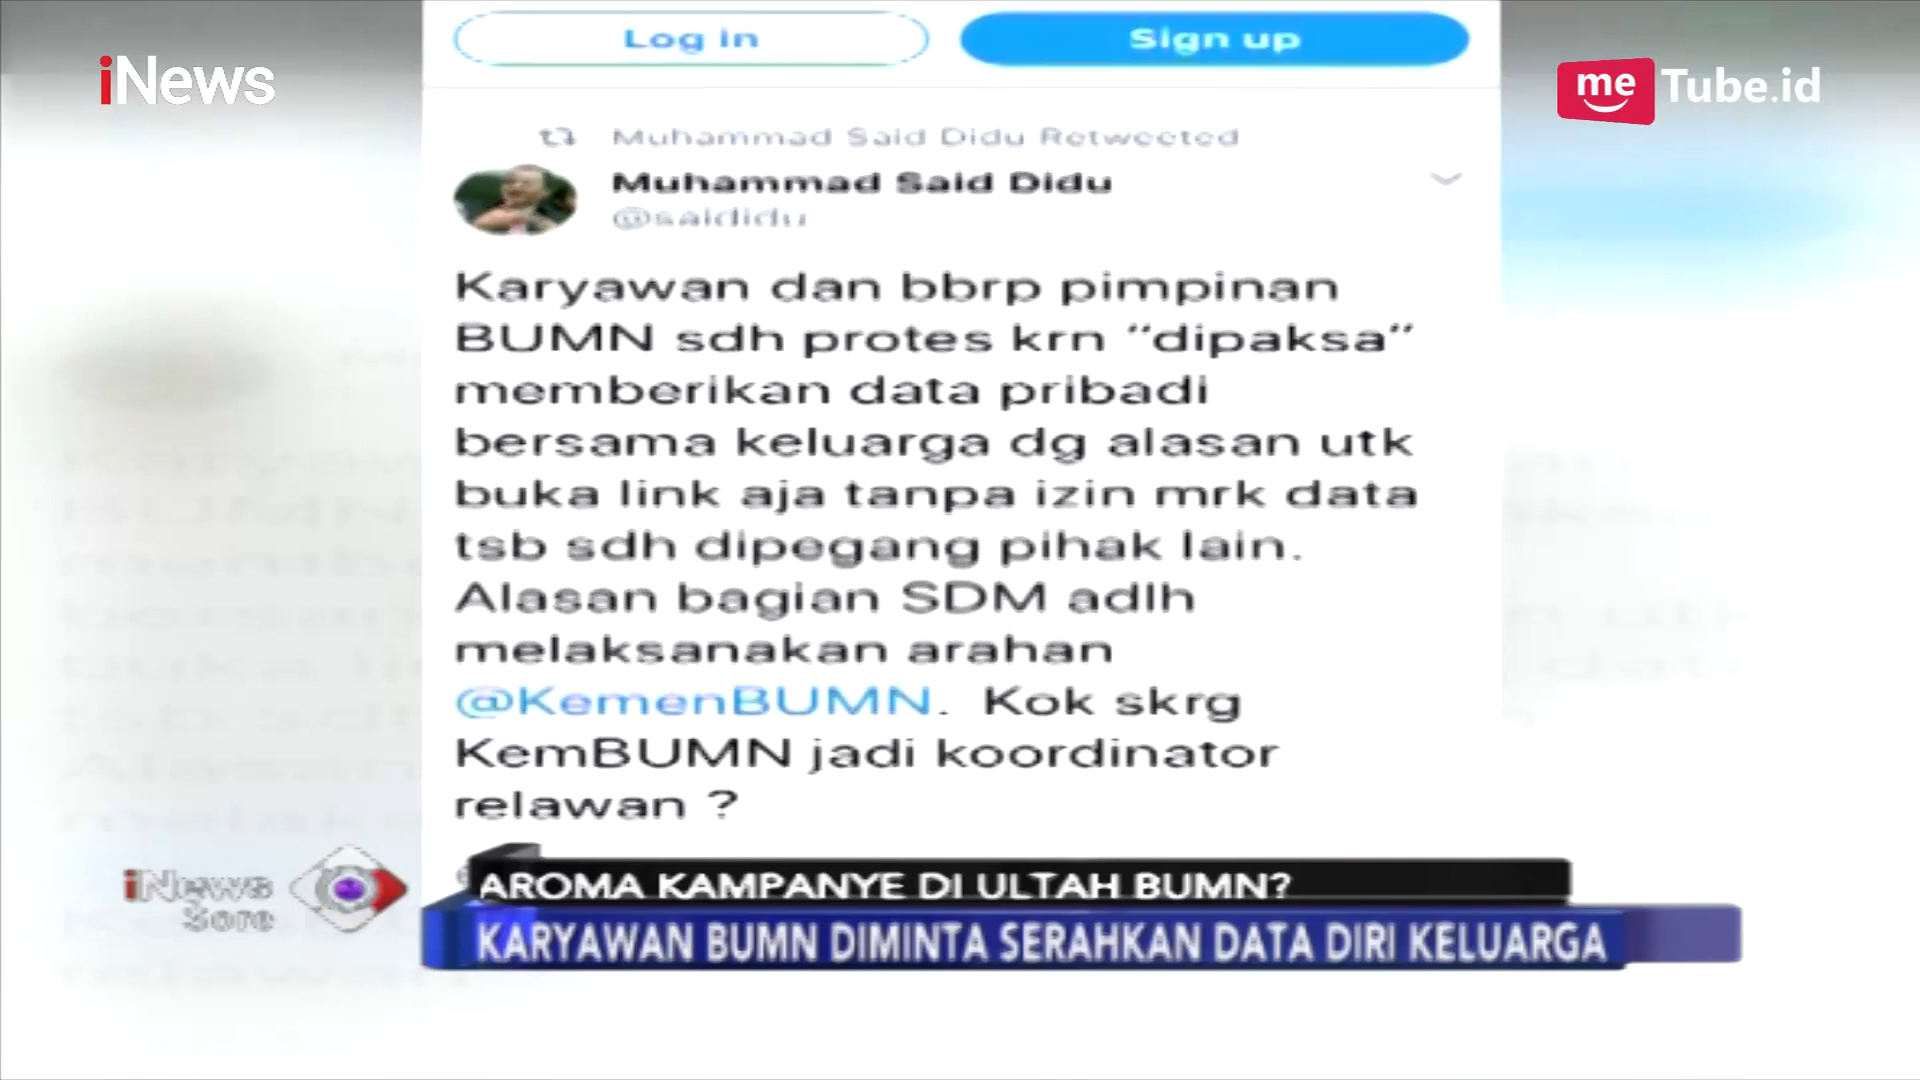 Log in
Sign up
iNews
me Tube.id
Muhammad Said Didu Retweeted
Muhammad Said Didu
@saididu
Karyawan dan bbrp pimpinan
BUMN sdh protes krn “dipaksa”
memberikan data pribadi
bersama keluarga dg alasan utk
buka link aja tanpa izin mrk data
tsb sdh dipegang pihak lain.
Alasan bagian SDM adlh
melaksanakan arahan
@KemenBUMN. Kok skrg
KemBUMN jadi koordinator
relawan ?
iNews
Sore
AROMA KAMPANYE DI ULTAH BUMN?
KARYAWAN BUMN DIMINTA SERAHKAN DATA DIRI KELUARGA